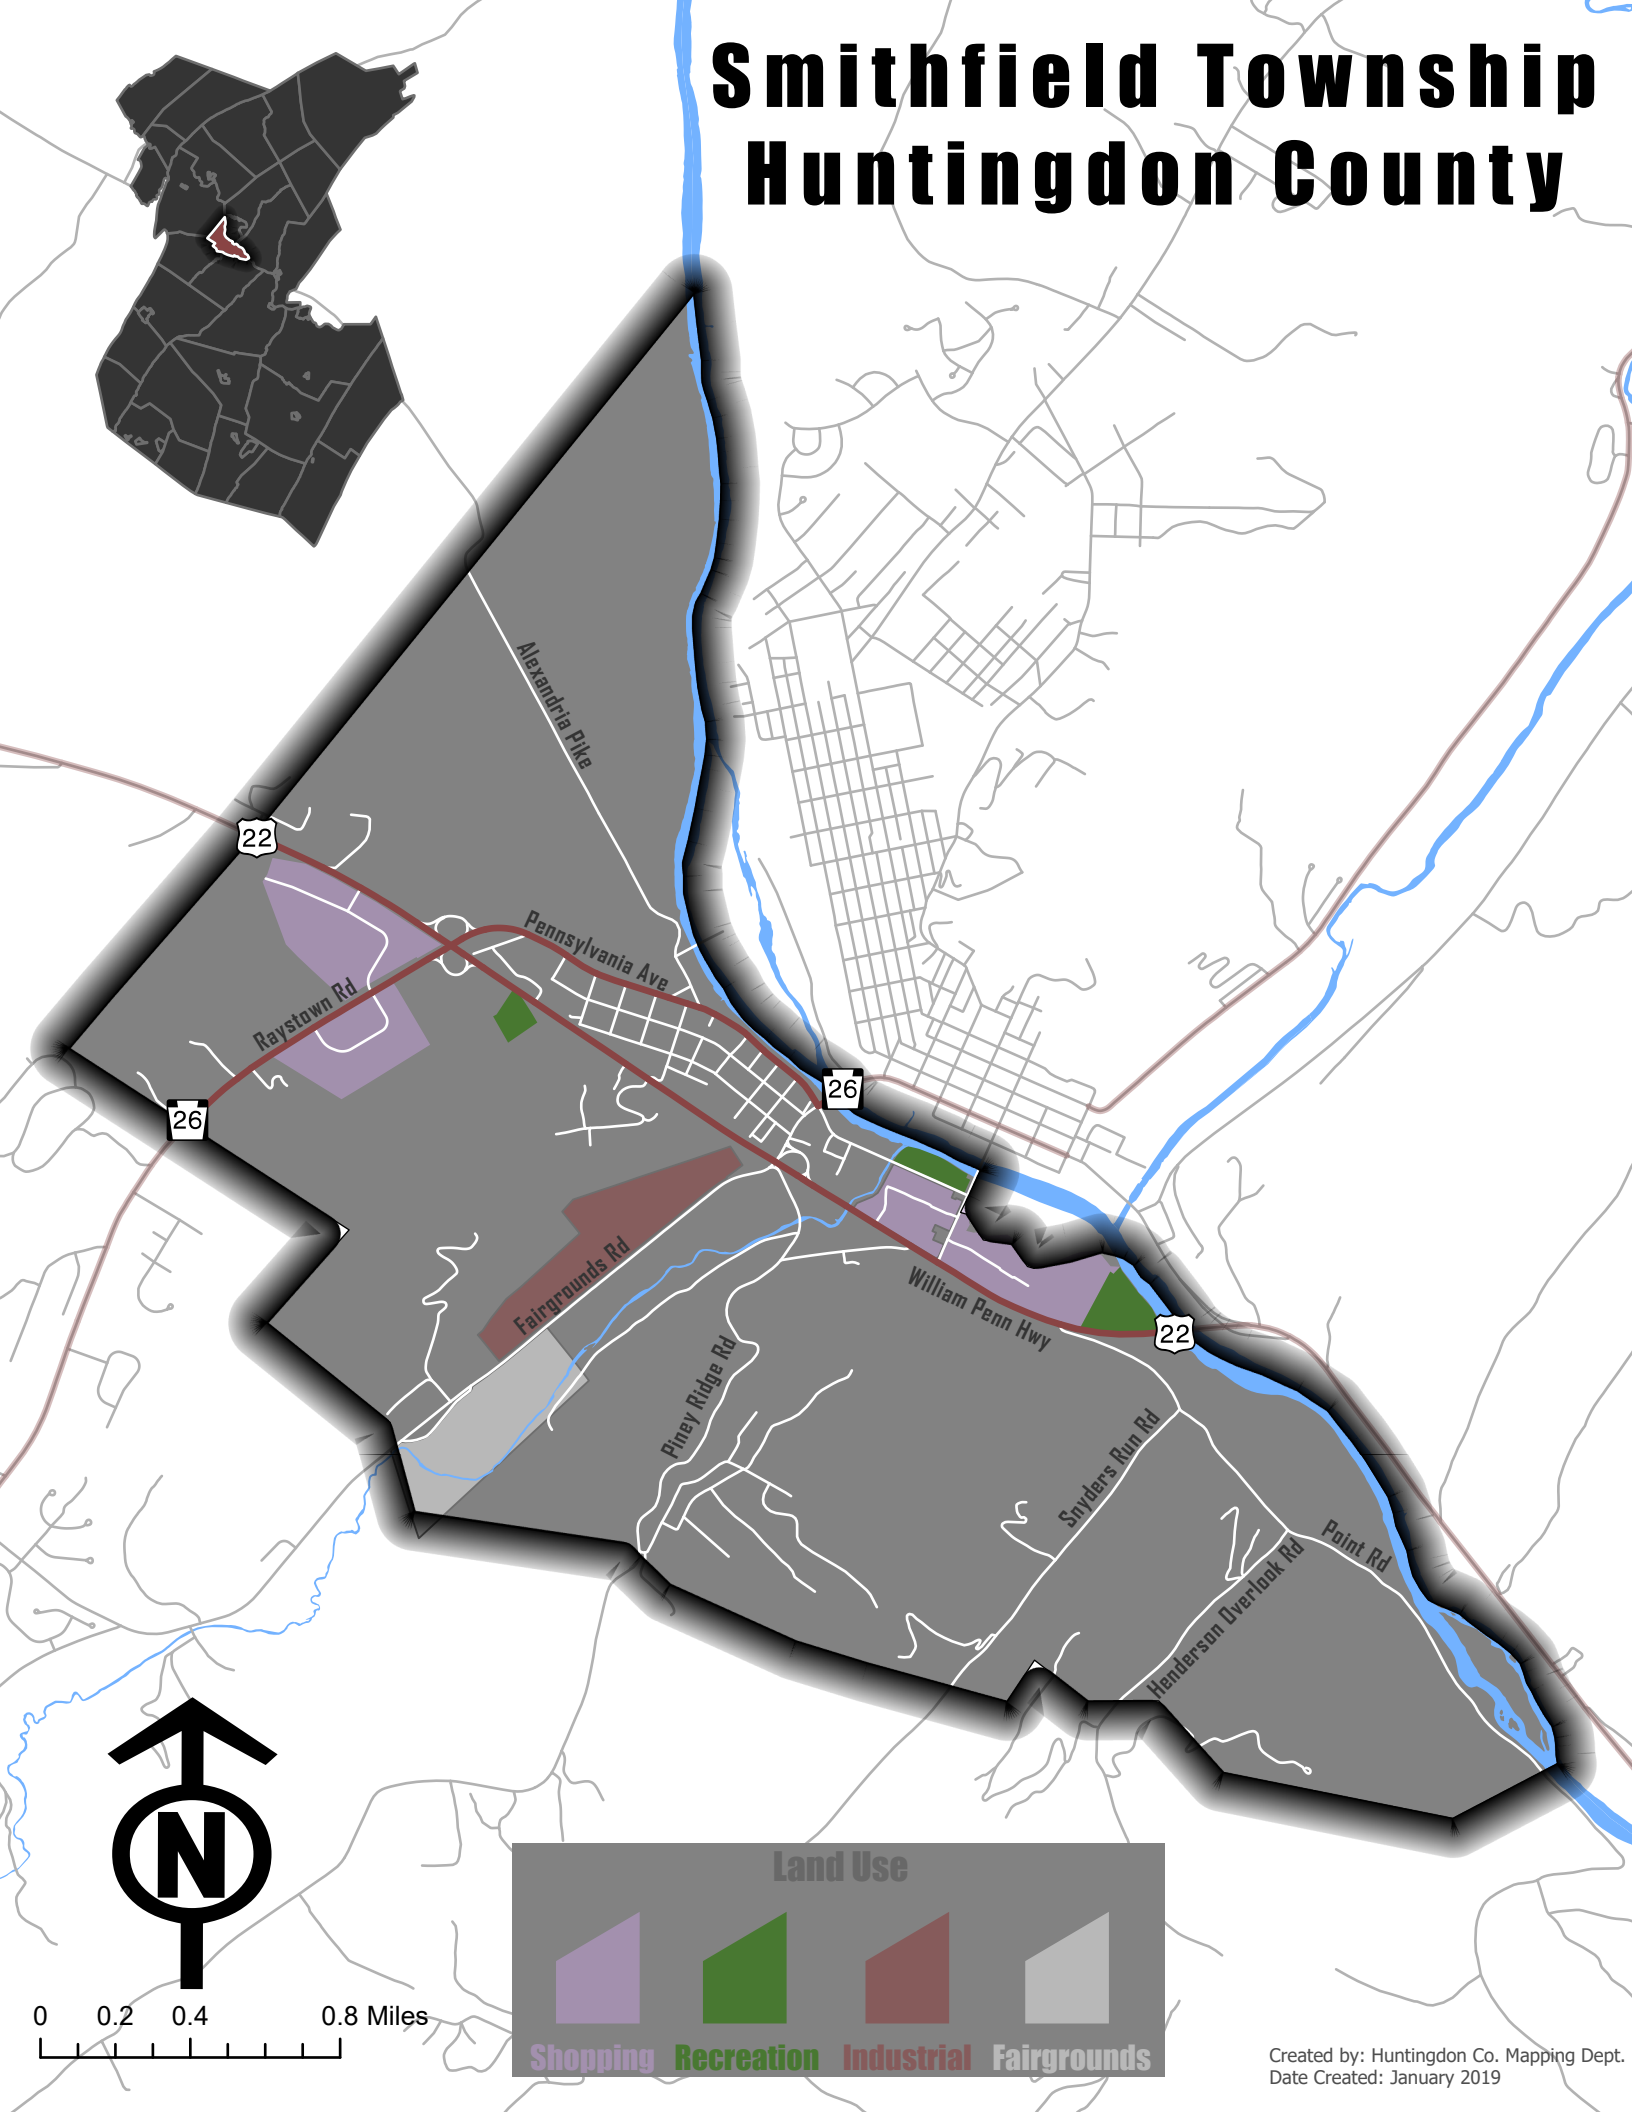 Smithfield Township
Huntingdon County
Alexandria Pike
22
Pennsylvania Ave
Raystown Rd
26
26
Fairgrounds Rd
William Penn Hwy
22
Piney Ridge Rd
Snyders Run Rd
Point Rd
Henderson Overlook Rd
N
0 0.2 0.4 0.8 Miles
Land Use
Shopping Recreation Industrial Fairgrounds
Created by: Huntingdon Co. Mapping Dept.
Date Created: January 2019